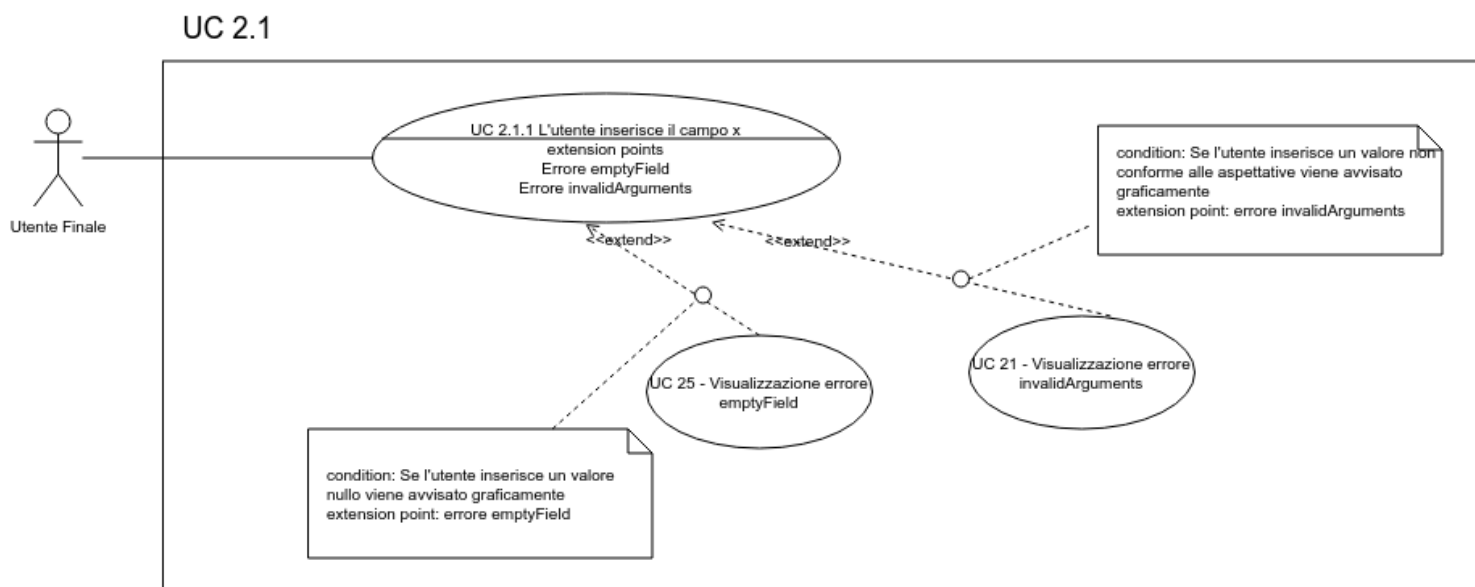 UC 2.1
UC 2.1.1 L'utente inserisce il campo x
extension points
Errore emptyField
Errore invalidArguments
Utente Finale
condition: Se l'utente inserisce un valore non
conforme alle aspettative viene avvisato
graficamente
extension point: errore invalidArguments
<<extend>>
<<extend>>
UC 25 - Visualizzazione errore
emptyField
UC 21 - Visualizzazione errore
invalidArguments
condition: Se l'utente inserisce un valore
nullo viene avvisato graficamente
extension point: errore emptyField